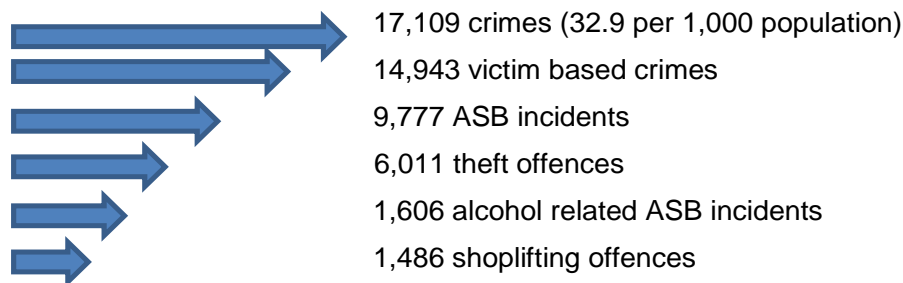 17,109 crimes (32.9 per 1,000 population)
14,943 victim based crimes
9,777 ASB incidents
6,011 theft offences
1,606 alcohol related ASB incidents
1,486 shoplifting offences